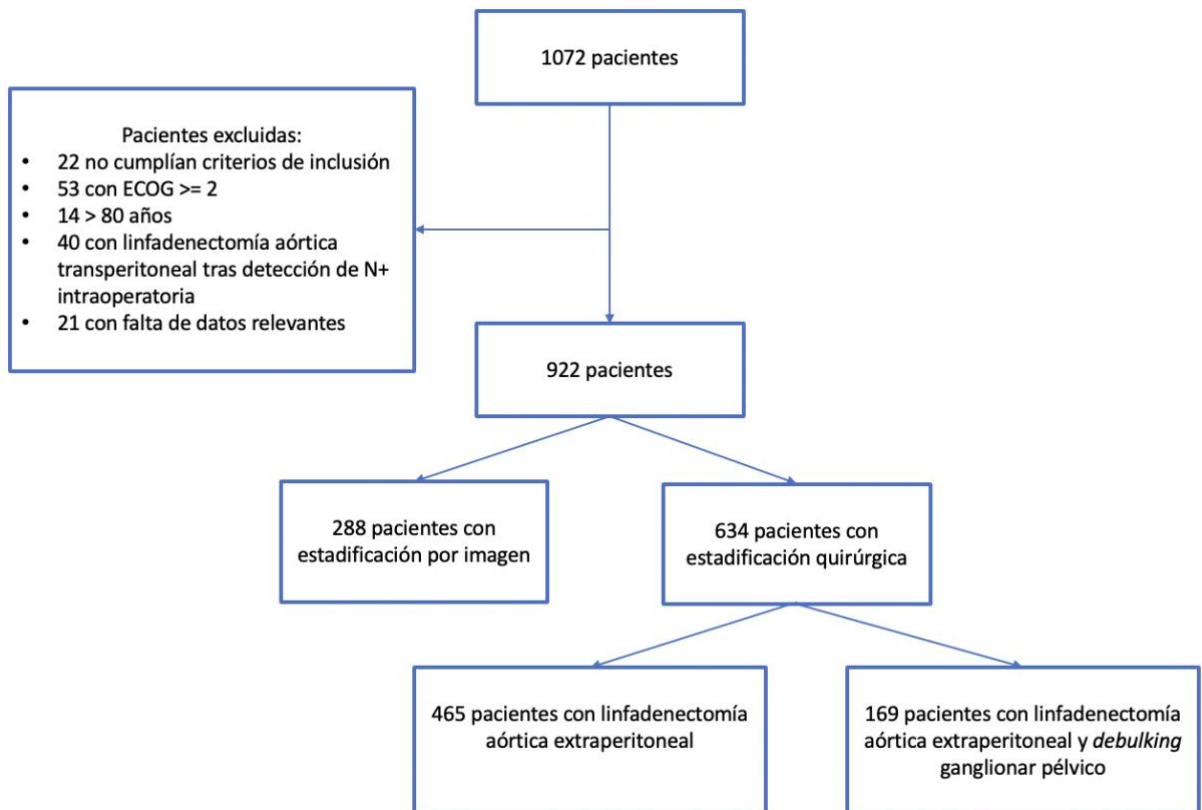 1072 pacientes
Pacientes excluidas:
• 22 no cumplían criterios de inclusión
• 53 con ECOG >= 2
• 14 > 80 años
• 40 con linfadenectomía aórtica
transperitoneal tras detección de N+
intraoperatoria
• 21 con falta de datos relevantes
922 pacientes
288 pacientes con
estadificación por imagen
634 pacientes con
estadificación quirúrgica
465 pacientes con linfadenectomía
aórtica extraperitoneal
169 pacientes con linfadenectomía
aórtica extraperitoneal y debulking
ganglionar pélvico